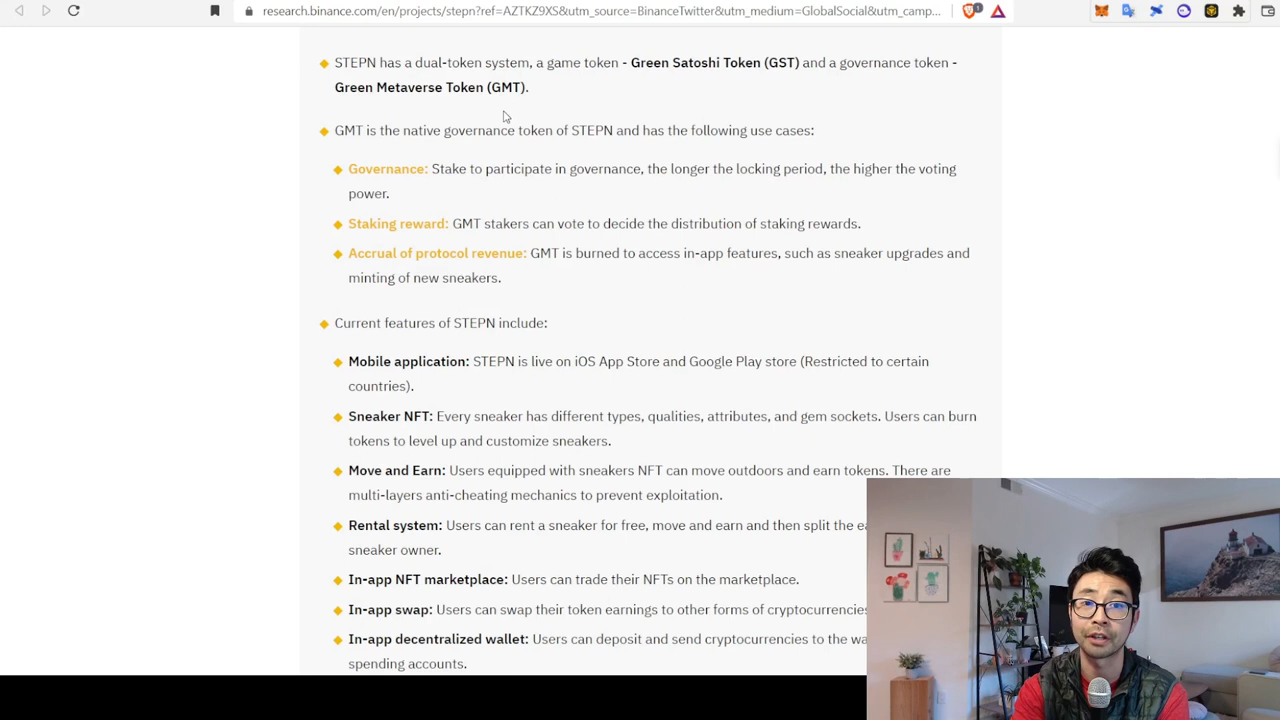 research.binance.com/en/projects/stepn?ref=AZTKZ9XS&utm_source=BinanceTwitter&utm_medium=GlobalSocial&utm_camp...
STEPN has a dual-token system, a game token - Green Satoshi Token (GST) and a governance token -
Green Metaverse Token (GMT).
GMT is the native governance token of STEPN and has the following use cases:
Governance: Stake to participate in governance, the longer the locking period, the higher the voting
power.
Staking reward: GMT stakers can vote to decide the distribution of staking rewards.
Accrual of protocol revenue: GMT is burned to access in-app features, such as sneaker upgrades and
minting of new sneakers.
Current features of STEPN include:
Mobile application: STEPN is live on iOS App Store and Google Play store (Restricted to certain
countries).
Sneaker NFT: Every sneaker has different types, qualities, attributes, and gem sockets. Users can burn
tokens to level up and customize sneakers.
Move and Earn: Users equipped with sneakers NFT can move outdoors and earn tokens. There are
multi-layers anti-cheating mechanics to prevent exploitation.
Rental system: Users can rent a sneaker for free, move and earn and then split the
sneaker owner.
In-app NFT marketplace: Users can trade their NFTs on the marketplace.
In-app swap: Users can swap their token earnings to other forms of cryptocurrencies
In-app decentralized wallet: Users can deposit and send cryptocurrencies to the
spending accounts.